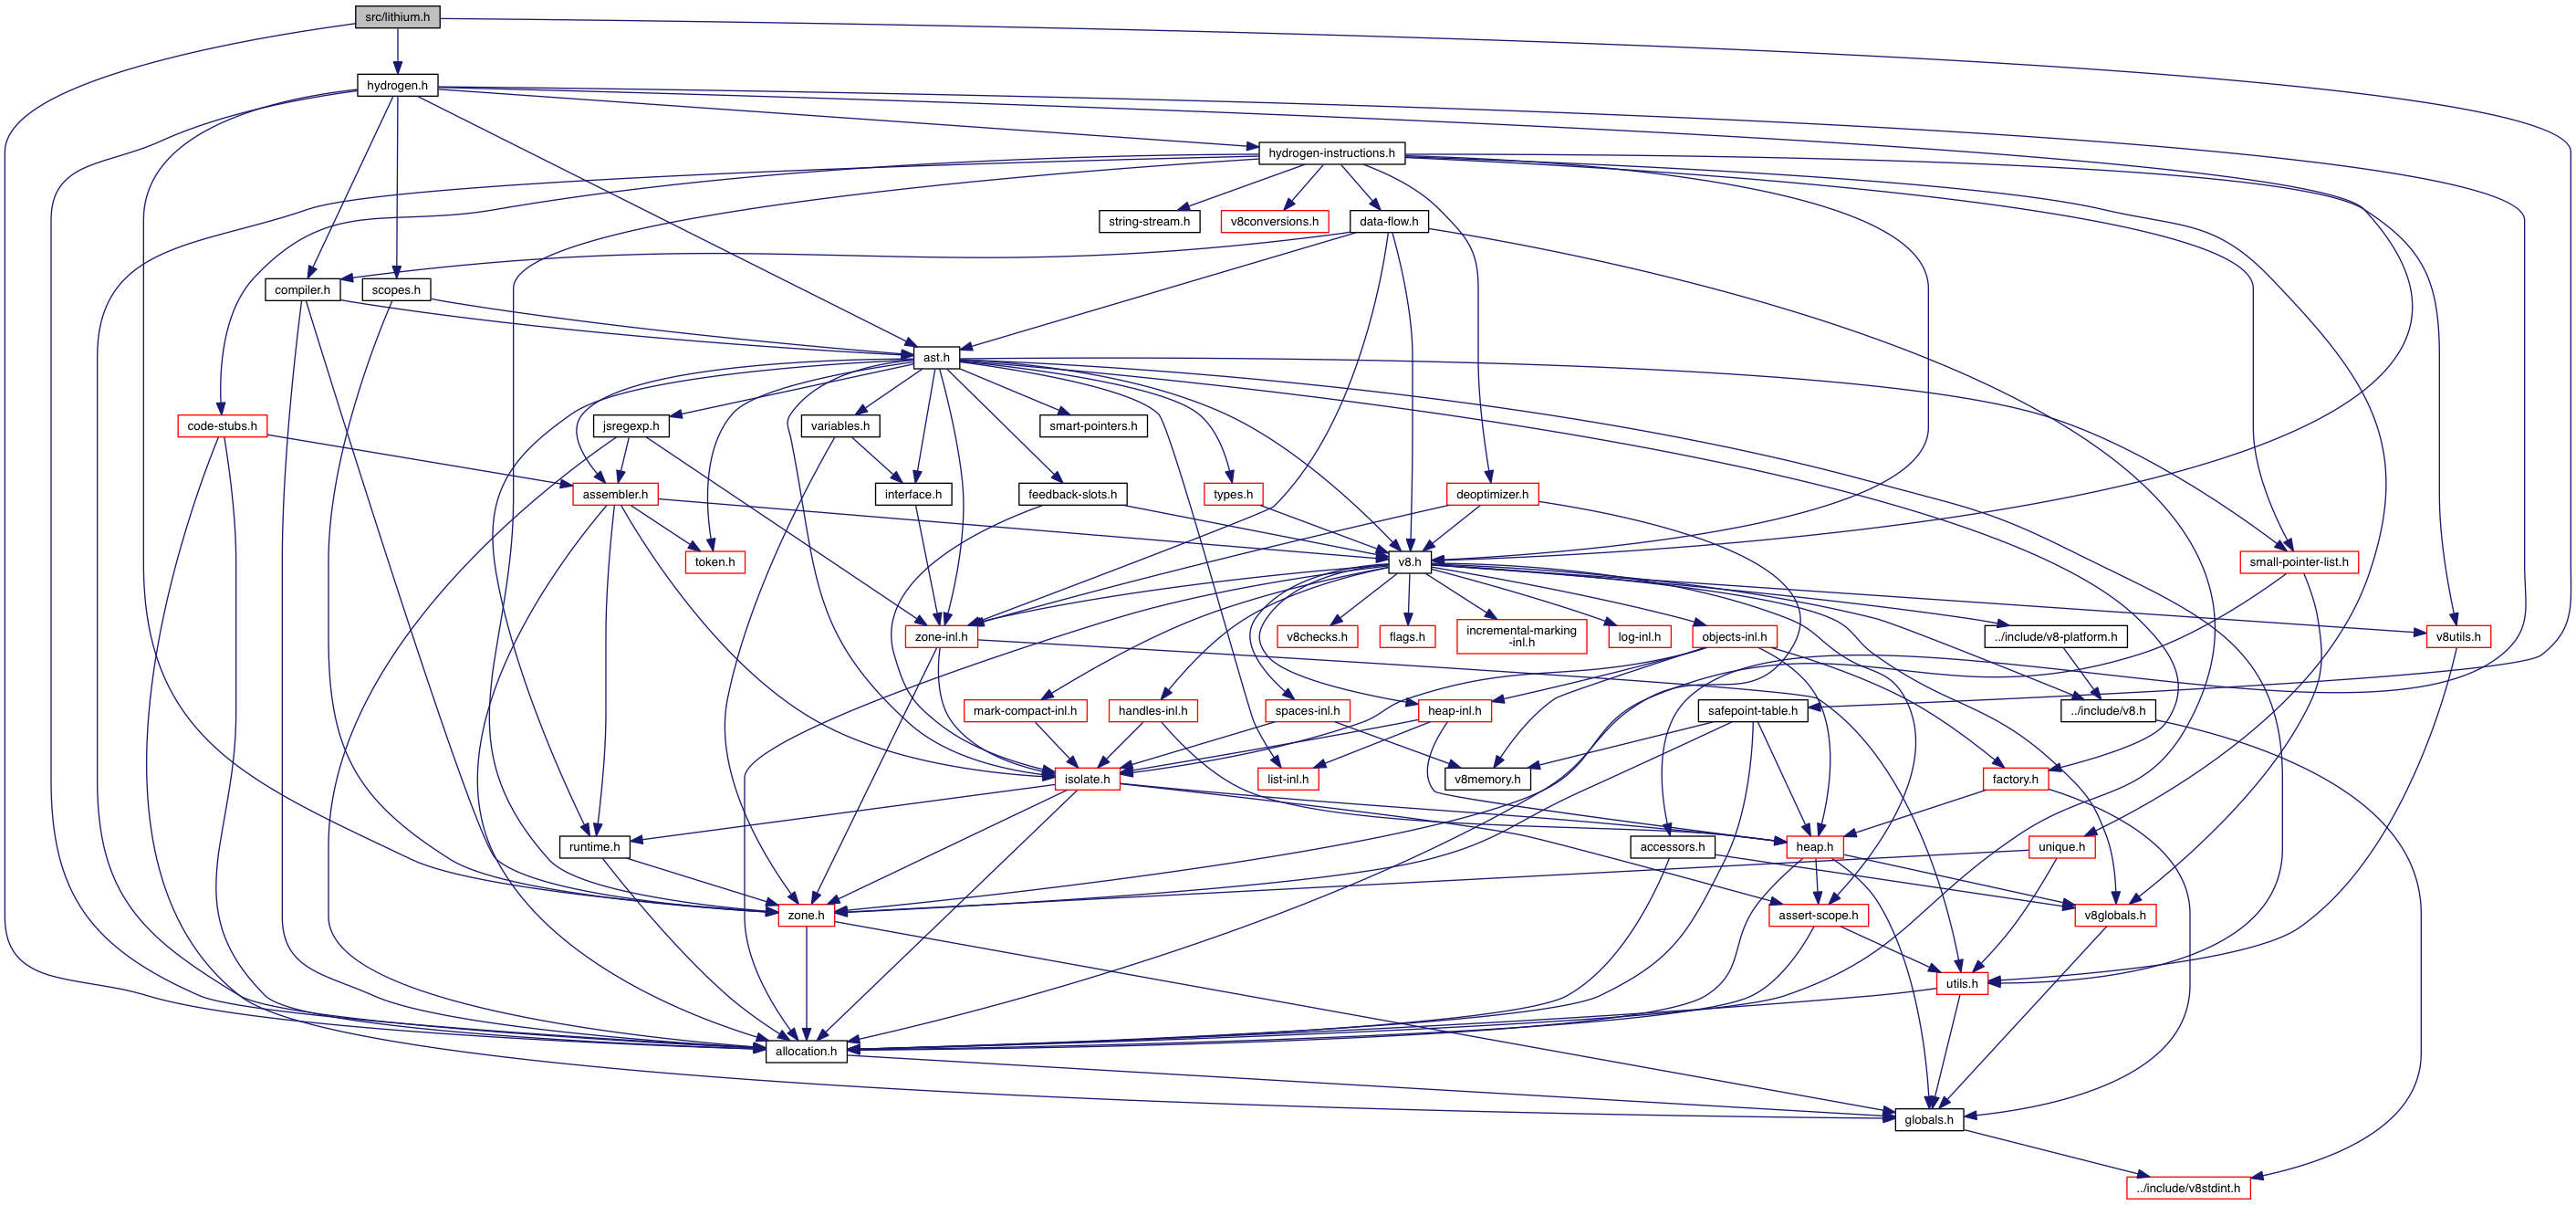 src/lithium.h
hydrogen.h
hydrogen-instructions.h
string-stream.h
v8conversions.h
data-flow.h
compiler.h
scopes.h
ast.h
code-stubs.h
jsregexp.h
variables.h
smart-pointers.h
assembler.h
interface.h
feedback-slots.h
types.h
deoptimizer.h
token.h
v8.h
small-pointer-list.h
zone-inl.h
v8checks.h
flags.h
incremental-marking
-inl.h
log-inl.h
objects-inl.h
../include/v8-platform.h
v8utils.h
mark-compact-inl.h
handles-inl.h
spaces-inl.h
heap-inl.h
safepoint-table.h
../include/v8.h
isolate.h
list-inl.h
v8memory.h
factory.h
runtime.h
accessors.h
heap.h
unique.h
zone.h
assert-scope.h
v8globals.h
utils.h
allocation.h
globals.h
../include/v8stdint.h